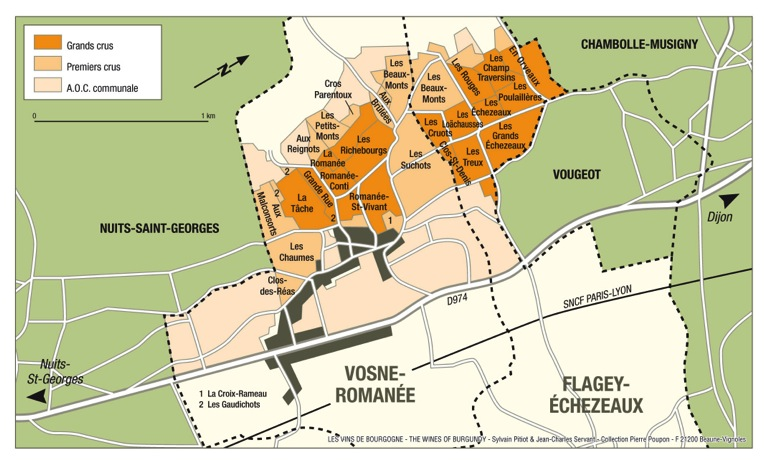 Grands crus
Premiers crus
A.O.C. communale
N
0
1 km
CHAMBOLLE-MUSIGNY
VOUGEOT
Dijon
NUITS-SAINT-GEORGES
Nuits-
St-Georges
En Orveaux
Les
Champ
Traversins
Les Rouges
Les
Poulaillères
Les
Beaux-
Monts
Les
Beaux-
Monts
Les
Échezeaux
Cros
Parentoux
Aux
Brûlées
Les
Cruots
Les
Loächausses
Les
Grands
Échezeaux
Les
Petits-
Monts
Aux
Reignots
Les
Richebourgs
Les
Suchots
Clos-St-Denis
Les
Treux
La
Romanée
Romanée-
Conti
Grande Rue
Romanée-
St-Vivant
2
2
2
1
La
Tâche
Aux
Malconsorts
Les
Chaumes
Clos-
des-Réas
D974
SNCF PARIS-LYON
VOSNE-
ROMANÉE
FLAGEY-
ÉCHEZEAUX
1 La Croix-Rameau
2 Les Gaudichots
LES VINS DE BOURGOGNE - THE WINES OF BURGUNDY - Sylvain Pitiot & Jean-Charles Servant - Collection Pierre Poupon - F 21200 Beaune-Vignoles